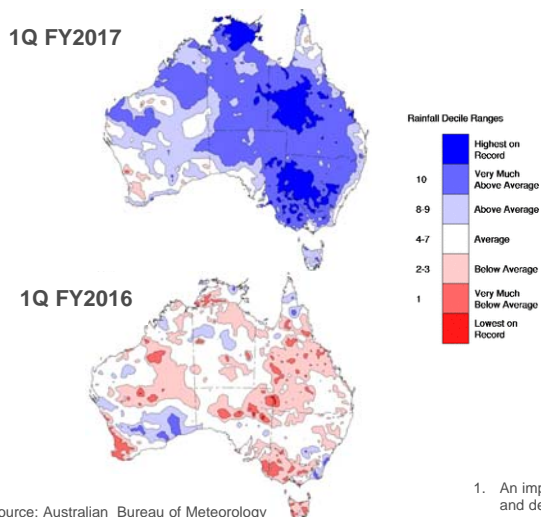 1Q FY2017
Rainfall Decile Ranges
Highest on
Record
10
Very Much
Above Average
8-9
Above Average
4-7
Average
2-3
Below Average
1
Very Much
Below Average
Lowest on
Record
1Q FY2016
1. An imp
and de
ource: Australian Bureau of Meteorology